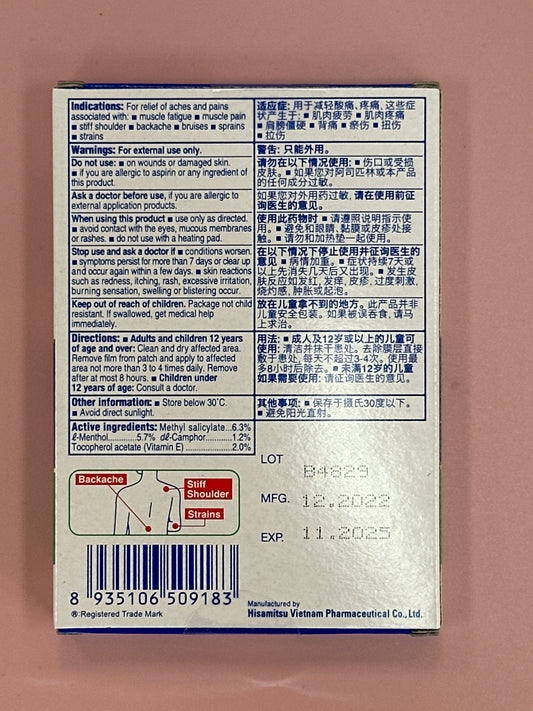 Indications: For relief of aches and pains
associated with: ■ muscle fatigue ■ muscle pain
■ stiff shoulder ■ backache ■ bruises ■ sprains
■ strains
适应症: 用于减轻酸痛, 疼痛, 这些症
状产生于: ■ 肌肉疲劳 ■ 肌肉疼痛
■ 肩膀僵硬 ■ 背痛 ■ 瘀伤 ■ 扭伤
■ 拉伤
Warnings: For external use only.
警告: 只能外用。
Do not use: ■ on wounds or damaged skin.
■ if you are allergic to aspirin or any ingredient of
this product.
请勿在以下情况使用: ■ 伤口或受损
皮肤。 ■ 如果您对阿司匹林或本产品
的任何成分过敏。
Ask a doctor before use, if you are allergic to
external application products.
如果您对外用药过敏, 请在使用前征
询医生的意见。
When using this product ■ use only as directed.
■ avoid contact with the eyes, mucous membranes
or rashes. ■ do not use with a heating pad.
使用此药物时 ■ 请遵照说明指示使
用。 ■ 避免和眼睛, 黏膜或皮疹处接
触。 ■ 请勿和加热垫一起使用。
Stop use and ask a doctor if ■ conditions worsen.
■ symptoms persist for more than 7 days or clear up
and occur again within a few days. ■ skin reactions
such as redness, itching, rash, excessive irritation,
burning sensation, swelling or blistering occur.
在以下情况下停止使用并征询医生的
意见 ■ 病情加重。 ■ 症状持续7天或
以上先消失几天后又出现。 ■ 发生皮
肤反应如发红, 发痒, 皮疹, 过度刺激,
烧灼感, 肿胀或起泡。
Keep out of reach of children. Package not child
resistant. If swallowed, get medical help
immediately.
放在儿童拿不到的地方。此产品并非
儿童安全包装。如果被误吞食, 请马
上求治。
Directions: ■ Adults and children 12 years
of age and over: Clean and dry affected area.
Remove film from patch and apply to affected
area not more than 3 to 4 times daily. Remove
after at most 8 hours. ■ Children under
12 years of age: Consult a doctor.
用法: ■ 成人及12岁或以上的儿童可
使用: 清洁并抹干患处。去除膜层直接
敷于患处, 每天不超过3-4次。使用最
多8小时后除去。 ■ 未满12岁的儿童
如果需要使用: 请征询医生的意见。
Other information: ■ Store below 30°C.
■ Avoid direct sunlight.
其他事项: ■ 保存于摄氏30度以下。
■ 避免阳光直射。
Active ingredients: Methyl salicylate...6.3%
ℓ-Menthol............5.7% dℓ-Camphor...1.2%
Tocopherol acetate (Vitamin E) ...............2.0%
Backache
Stiff
Shoulder
Strains
LOT B4829
MFG. 12.2022
EXP. 11.2025
8 935106 509183
®:Registered Trade Mark
Manufactured by
Hisamitsu Vietnam Pharmaceutical Co., Ltd.